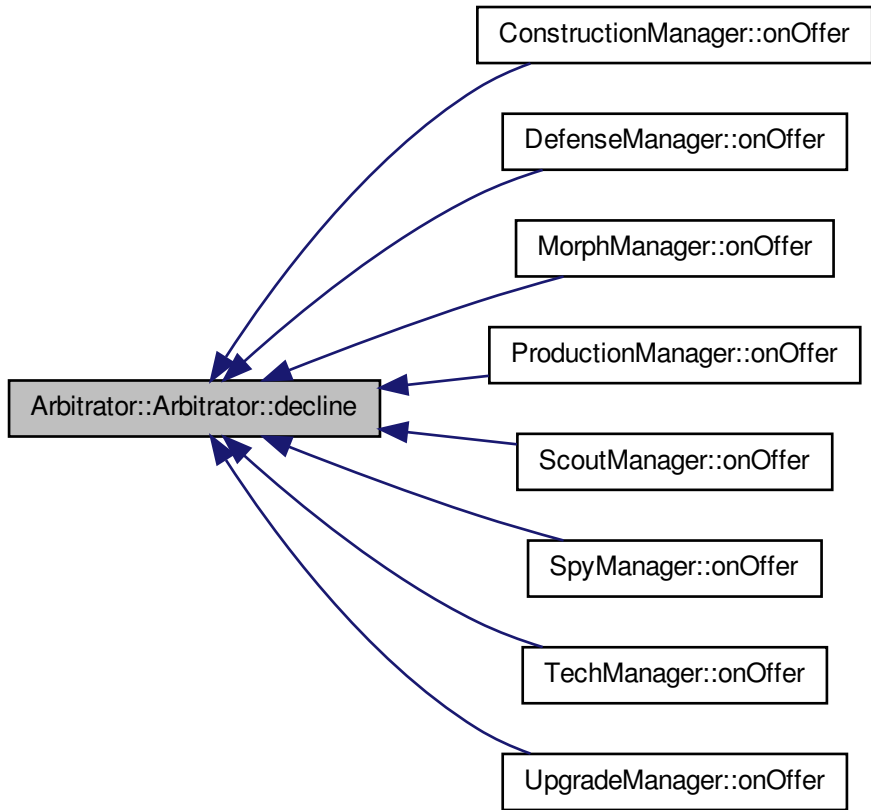 ConstructionManager::onOffer
DefenseManager::onOffer
MorphManager::onOffer
ProductionManager::onOffer
Arbitrator::Arbitrator::decline
ScoutManager::onOffer
SpyManager::onOffer
TechManager::onOffer
UpgradeManager::onOffer